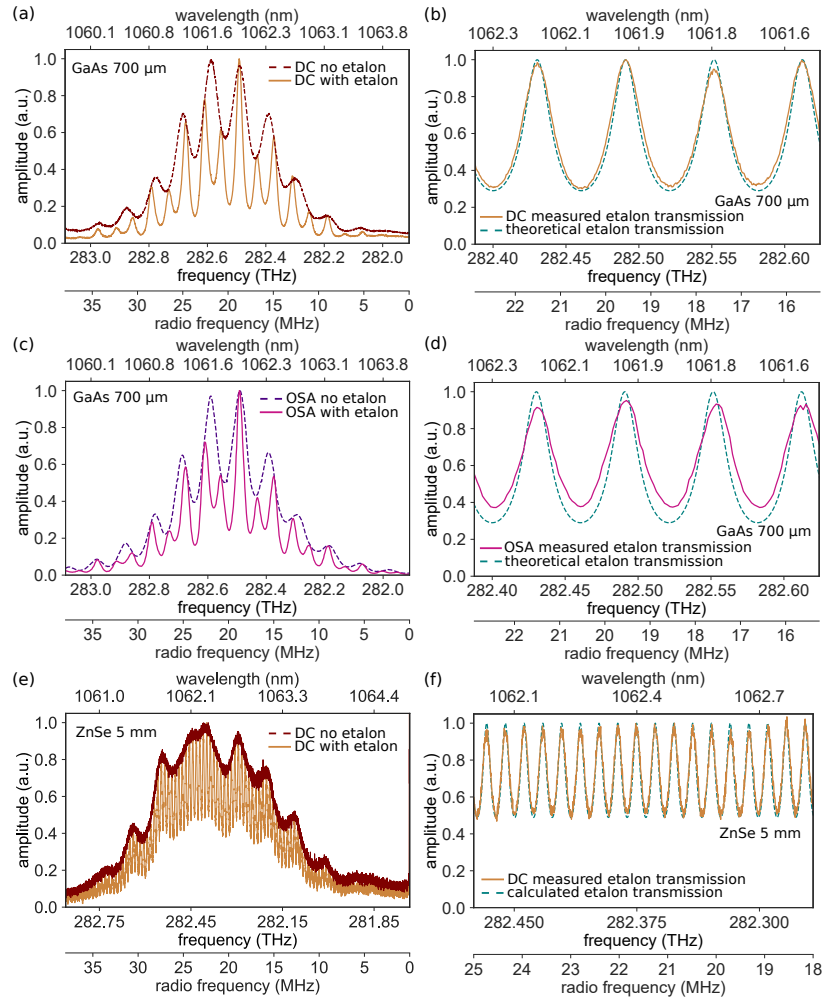 (a)
wavelength (nm)
1060.1 1060.8 1061.6 1062.3 1063.1 1063.8
GaAs 700 μm
DC no etalon
DC with etalon
amplitude (a.u.)
1.0
0.8
0.6
0.4
0.2
0.0
283.0 282.8 282.6 282.4 282.2 282.0
frequency (THz)
35 30 25 20 15 10 5 0
radio frequency (MHz)
(b)
wavelength (nm)
1062.3 1062.1 1061.9 1061.8 1061.6
amplitude (a.u.)
1.0
0.8
0.6
0.4
0.2
0.0
GaAs 700 μm
DC measured etalon transmission
theoretical etalon transmission
282.40 282.45 282.50 282.55 282.60
frequency (THz)
22 21 20 19 18 17 16
radio frequency (MHz)
(c)
wavelength (nm)
1060.1 1060.8 1061.6 1062.3 1063.1 1063.8
GaAs 700 μm
OSA no etalon
OSA with etalon
amplitude (a.u.)
1.0
0.8
0.6
0.4
0.2
0.0
283.0 282.8 282.6 282.4 282.2 282.0
frequency (THz)
35 30 25 20 15 10 5 0
radio frequency (MHz)
(d)
wavelength (nm)
1062.3 1062.1 1061.9 1061.8 1061.6
amplitude (a.u.)
1.0
0.8
0.6
0.4
0.2
0.0
GaAs 700 μm
OSA measured etalon transmission
theoretical etalon transmission
282.40 282.45 282.50 282.55 282.60
frequency (THz)
22 21 20 19 18 17 16
radio frequency (MHz)
(e)
wavelength (nm)
1061.0 1062.1 1063.3 1064.4
ZnSe 5 mm
DC no etalon
DC with etalon
amplitude (a.u.)
1.0
0.8
0.6
0.4
0.2
0.0
282.75 282.45 282.15 281.85
frequency (THz)
35 30 25 20 15 10 5 0
radio frequency (MHz)
(f)
wavelength (nm)
1062.1 1062.4 1062.7
amplitude (a.u.)
1.0
0.8
0.6
0.4
0.2
0.0
ZnSe 5 mm
DC measured etalon transmission
calculated etalon transmission
282.450 282.375 282.300
frequency (THz)
25 24 23 22 21 20 19 18
radio frequency (MHz)